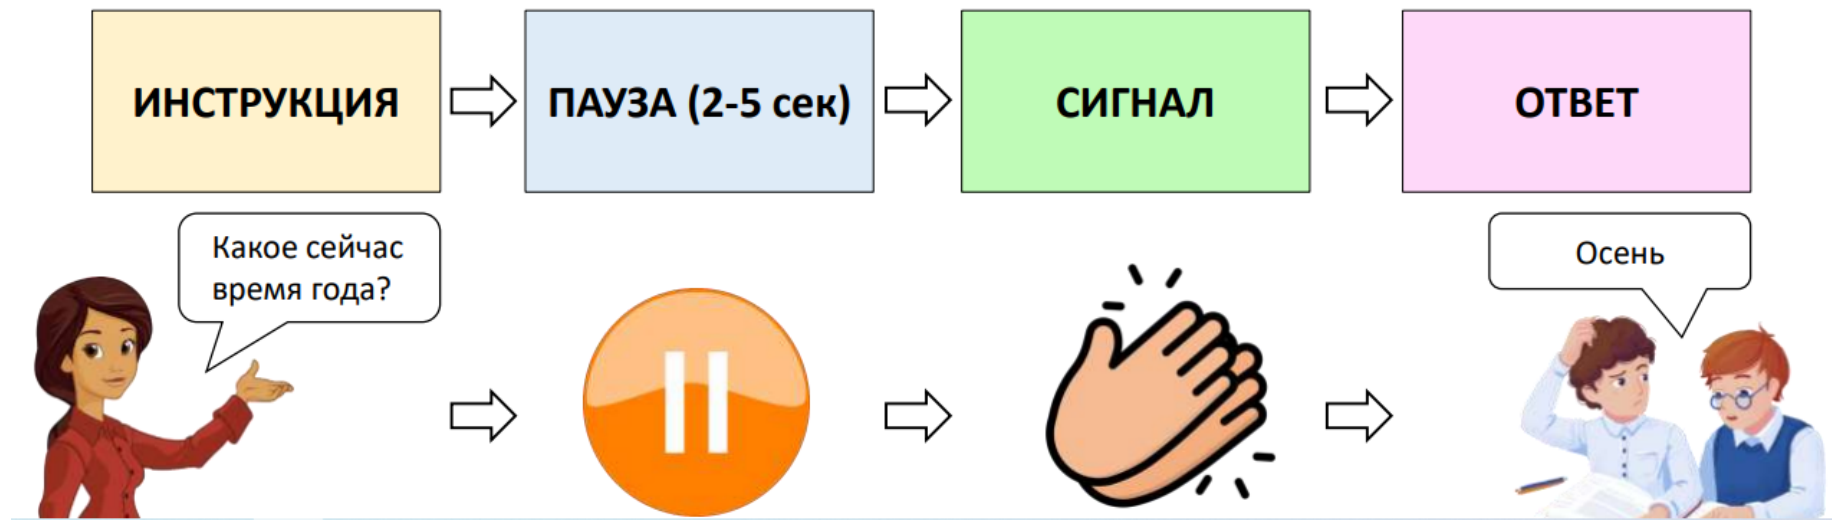 ИНСТРУКЦИЯ
ПАУЗА (2-5 сек)
СИГНАЛ
ОТВЕТ
Какое сейчас
время года?
Осень